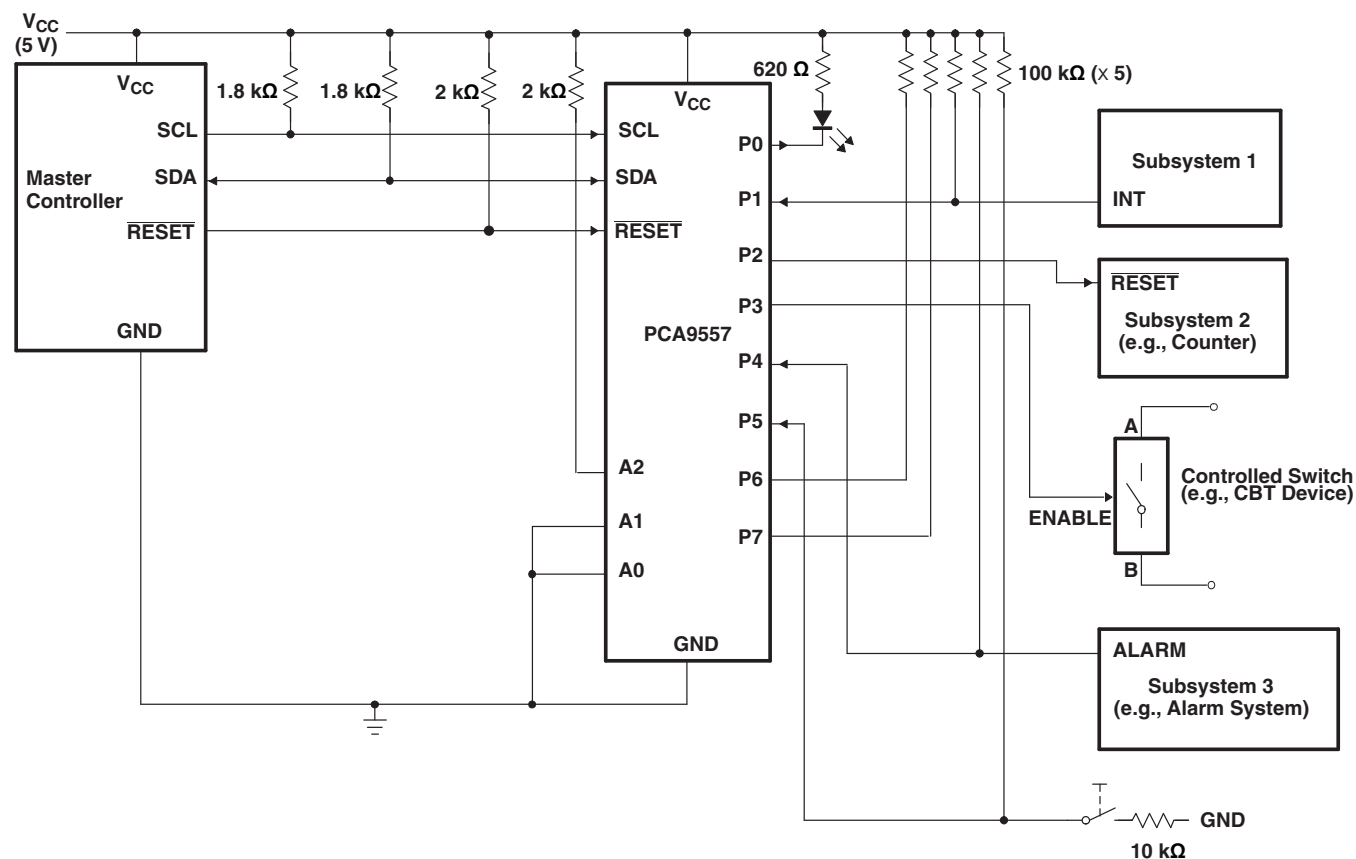 V_CC
(5 V)
V_CC
SCL
Master
Controller
SDA
RESET
GND
1.8 kΩ
1.8 kΩ
2 kΩ
2 kΩ
V_CC
SCL
SDA
RESET
PCA9557
A2
A1
A0
GND
P0
P1
P2
P3
P4
P5
P6
P7
620 Ω
100 kΩ (x 5)
Subsystem 1
INT
RESET
Subsystem 2
(e.g., Counter)
A
Controlled Switch
(e.g., CBT Device)
ENABLE
B
ALARM
Subsystem 3
(e.g., Alarm System)
GND
10 kΩ